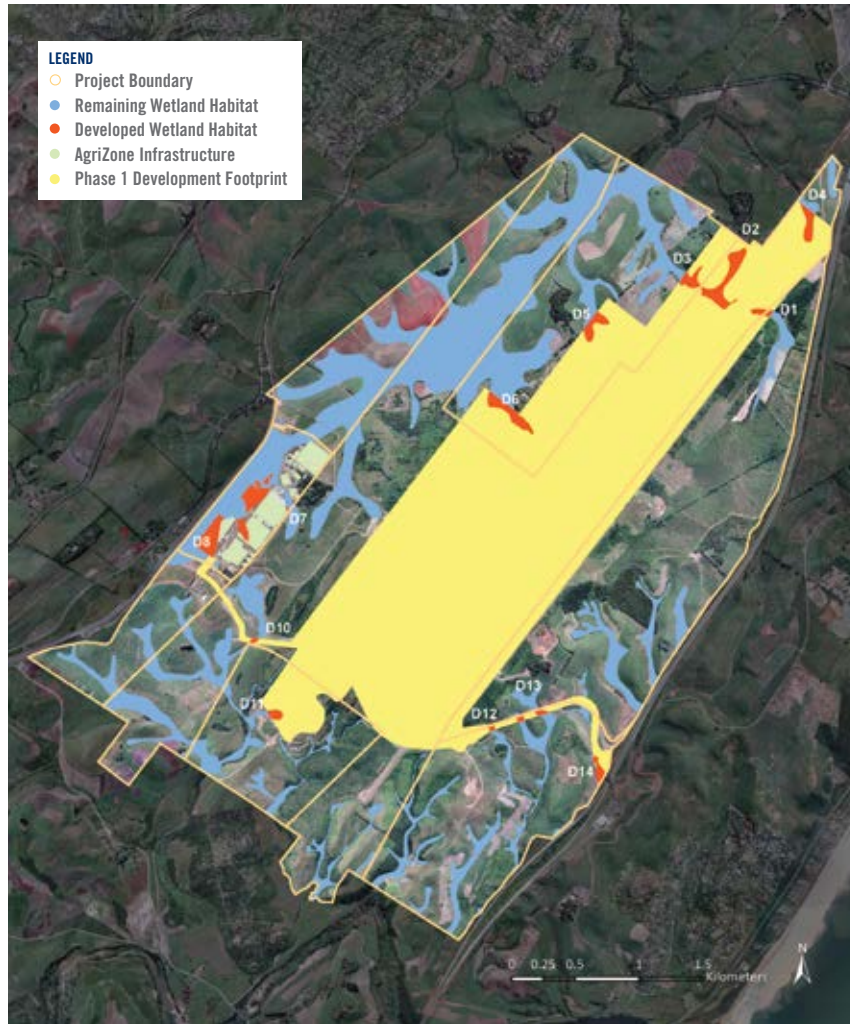 LEGEND
Project Boundary
Remaining Wetland Habitat
Developed Wetland Habitat
AgriZone Infrastructure
Phase 1 Development Footprint
D4
D2
D3
D1
D5
D6
D7
D8
D10
D11
D13
D12
D14
N
0 0.25 0.5 1 1.5
Kilometers